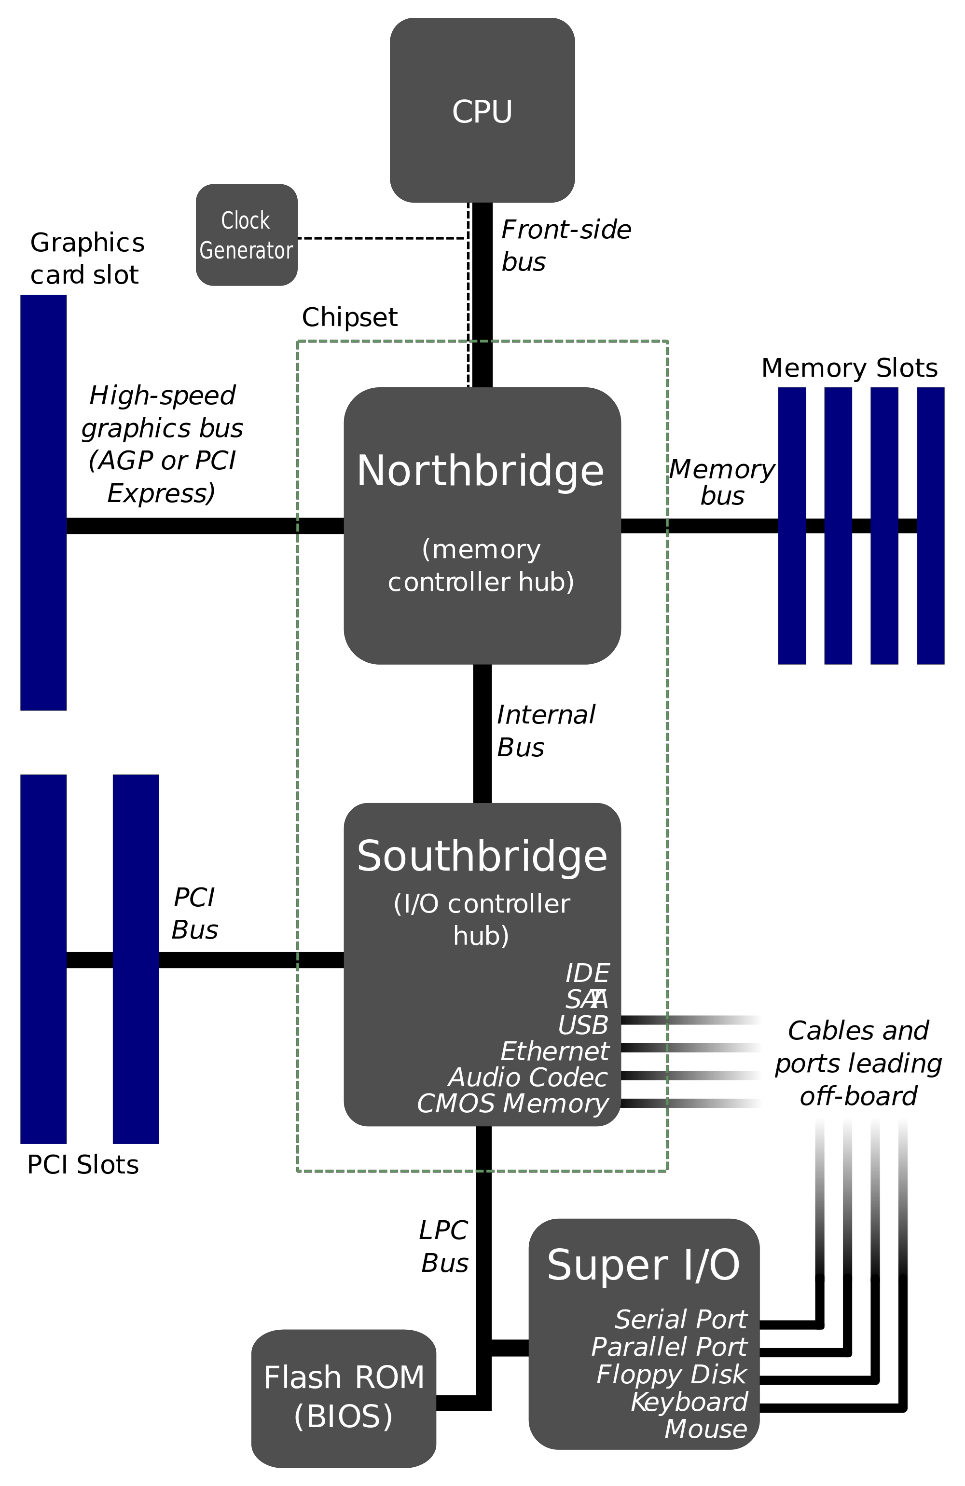 CPU
Clock
Generator
Front-side
bus
Graphics
card slot
Chipset
High-speed
graphics bus
(AGP or PCI
Express)
Northbridge
(memory
controller hub)
Memory
bus
Memory Slots
Internal
Bus
Southbridge
(I/O controller
hub)
IDE
SATA
USB
Ethernet
Audio Codec
CMOS Memory
PCI
Bus
PCI Slots
Cables and
ports leading
off-board
LPC
Bus
Super I/O
Serial Port
Parallel Port
Floppy Disk
Keyboard
Mouse
Flash ROM
(BIOS)